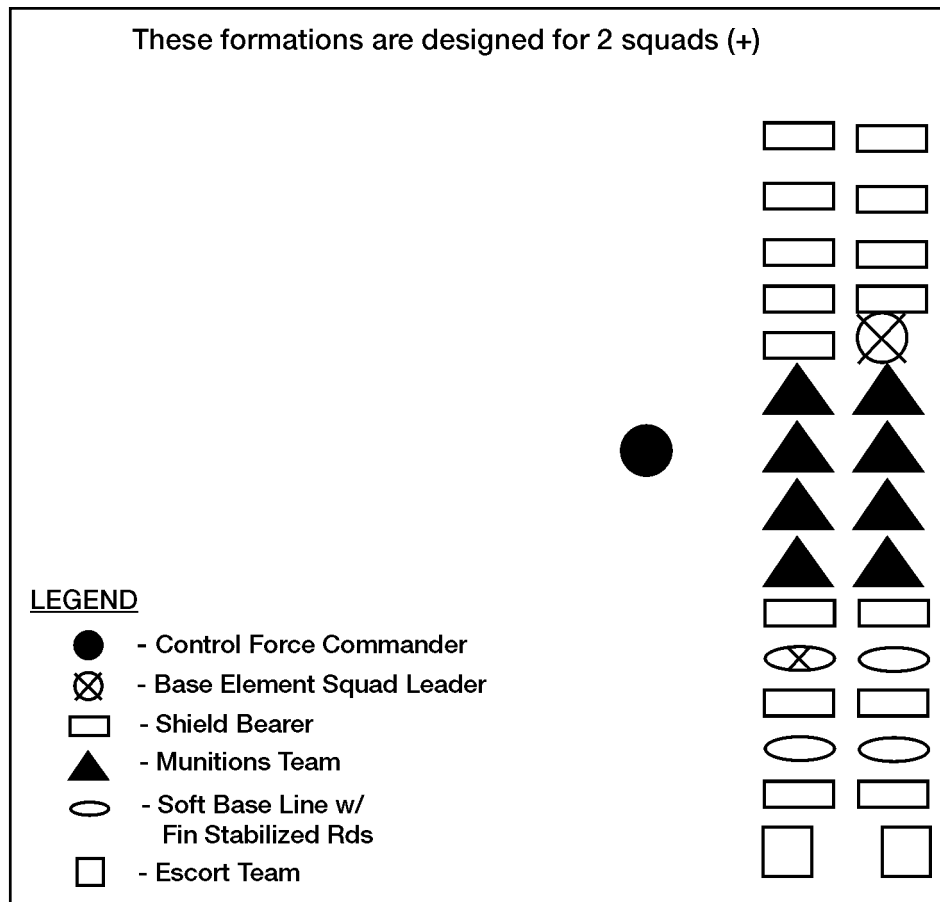 These formations are designed for 2 squads (+)
LEGEND
- Control Force Commander
- Base Element Squad Leader
- Shield Bearer
- Munitions Team
- Soft Base Line w/
Fin Stabilized Rds
- Escort Team